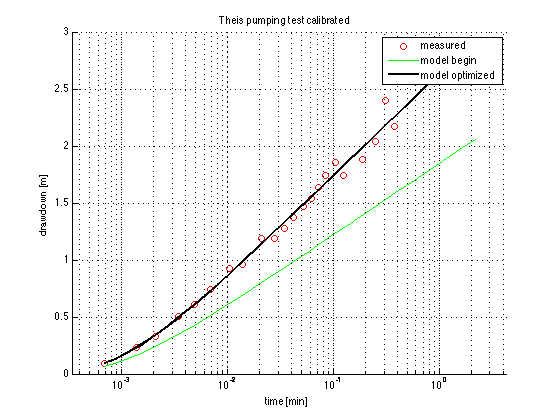 Theis pumping test calibrated
measured
model begin
model optimized
3
2.5
2
1.5
1
0.5
0
drawdown [m]
10^-3
10^-2
10^-1
10^0
time [min]